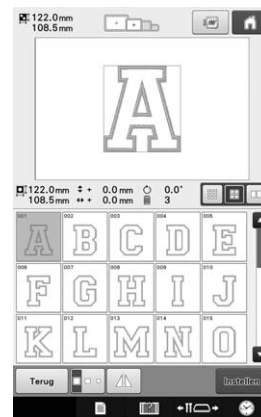 122.0mm
108.5mm
A
122.0mm + 0.0mm 0.0°
108.5mm + 0.0mm 3
001 002 003 004 005
A B C D E
006 007 008 009 010
F G H I J
011 012 013 014 015
K L M N O
Terug Instellen